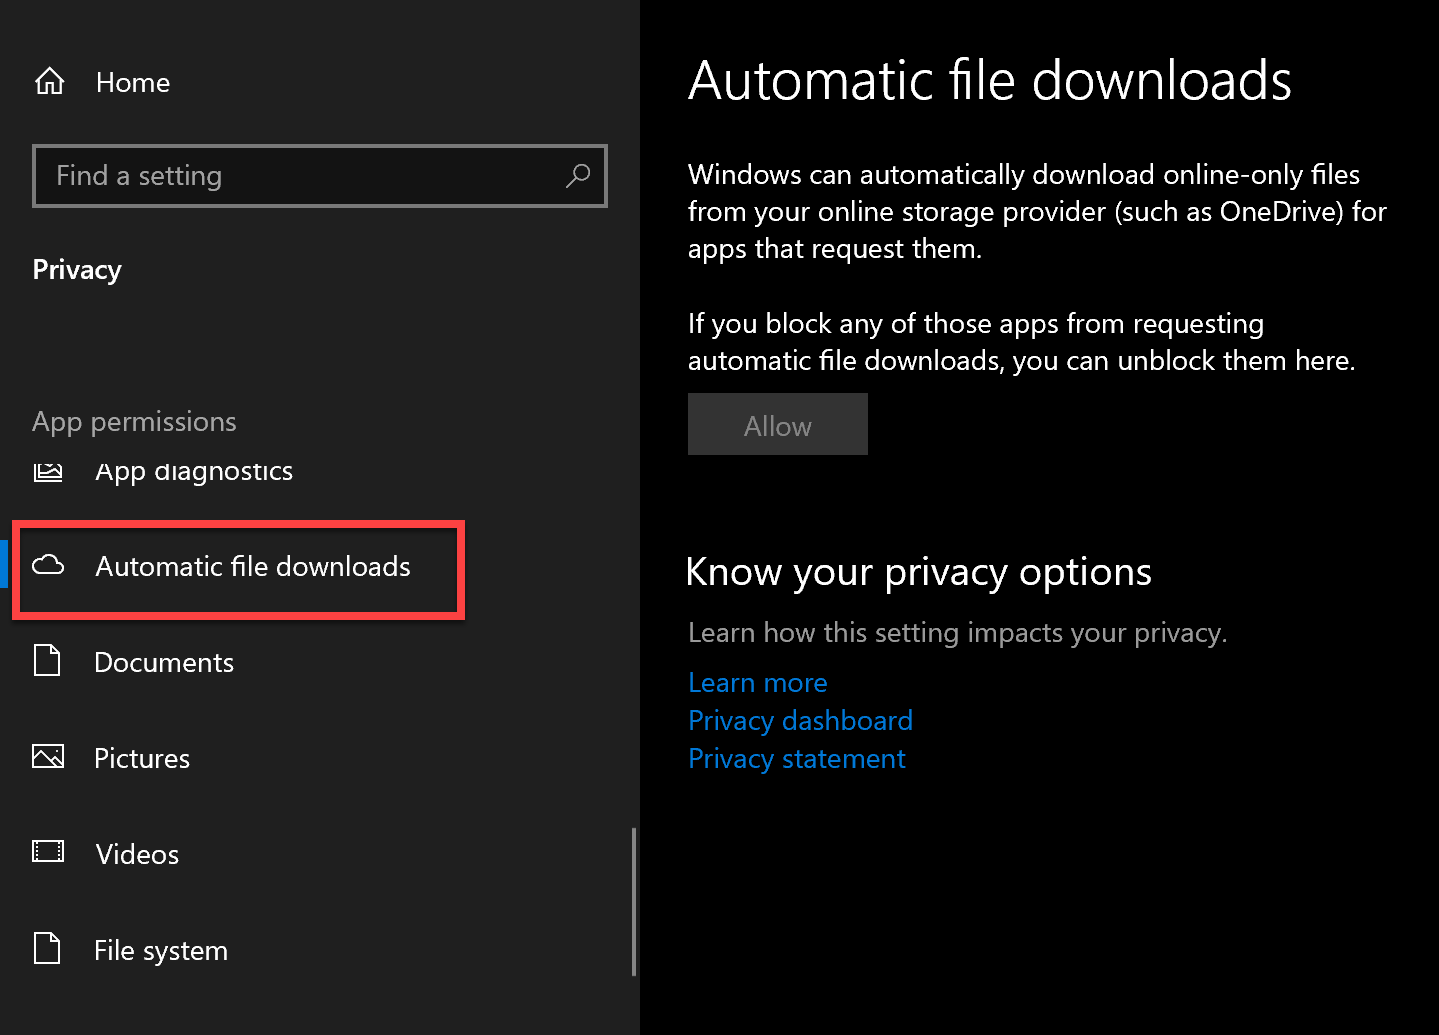 Home
Find a setting
Privacy
App permissions
App diagnostics
Automatic file downloads
Documents
Pictures
Videos
File system
Automatic file downloads
Windows can automatically download online-only files
from your online storage provider (such as OneDrive) for
apps that request them.
If you block any of those apps from requesting
automatic file downloads, you can unblock them here.
Allow
Know your privacy options
Learn how this setting impacts your privacy.
Learn more
Privacy dashboard
Privacy statement